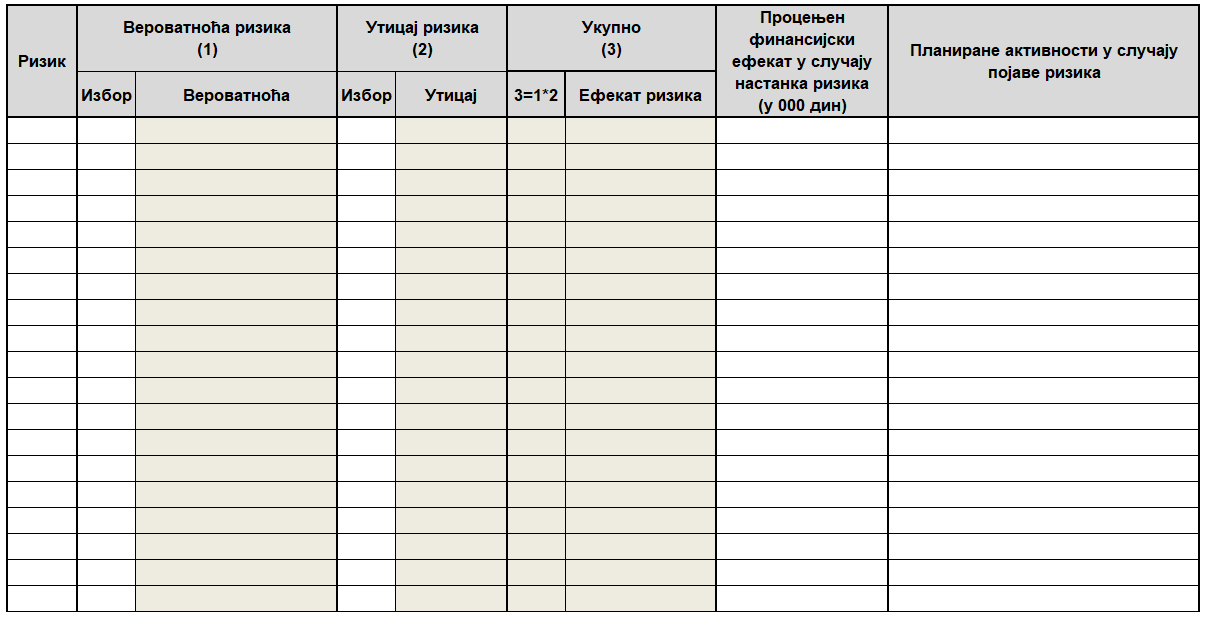 Ризик
Вероватноћа ризика
(1)
Утицај ризика
(2)
Укупно
(3)
Процењен
финансијски
ефекат у случају
настанка ризика
(у 000 дин)
Планиране активности у случају
појаве ризика
Избор
Вероватноћа
Избор
Утицај
3=1*2
Ефекат ризика